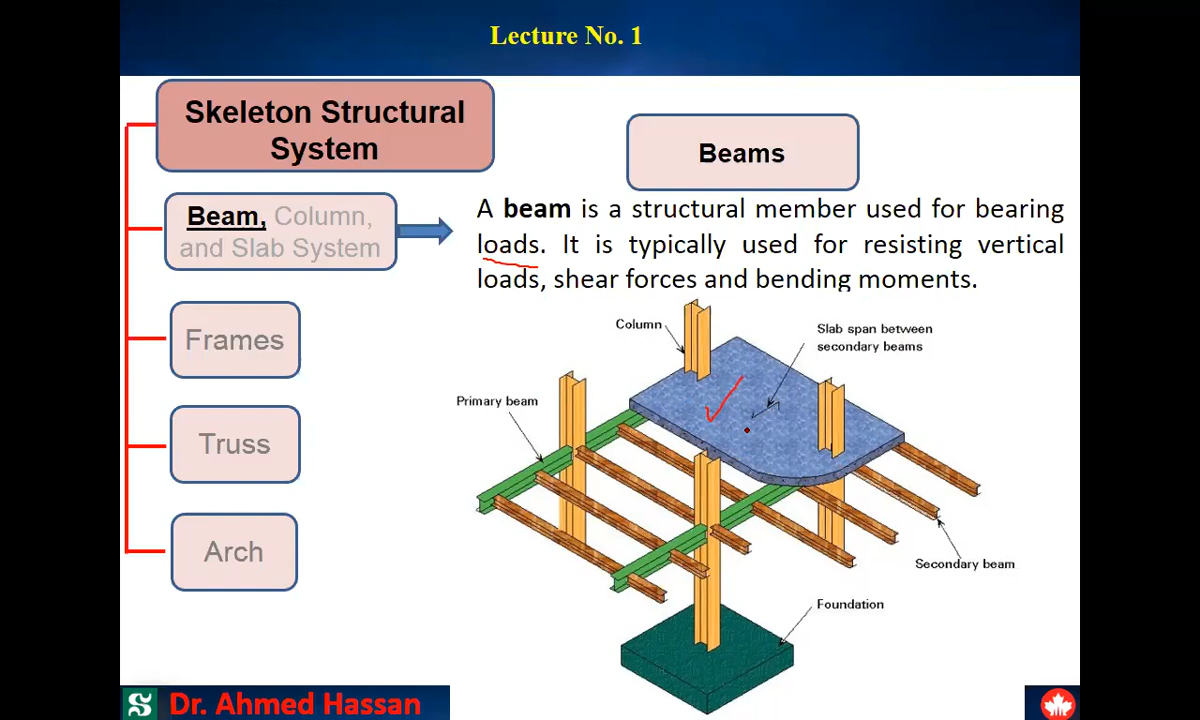 Lecture No. 1
Skeleton Structural
System
Beam, Column,
and Slab System
Frames
Truss
Arch
Beams
A beam is a structural member used for bearing
loads. It is typically used for resisting vertical
loads, shear forces and bending moments.
Column
Slab span between
secondary beams
Primary beam
Secondary beam
Foundation
Dr. Ahmed Hassan